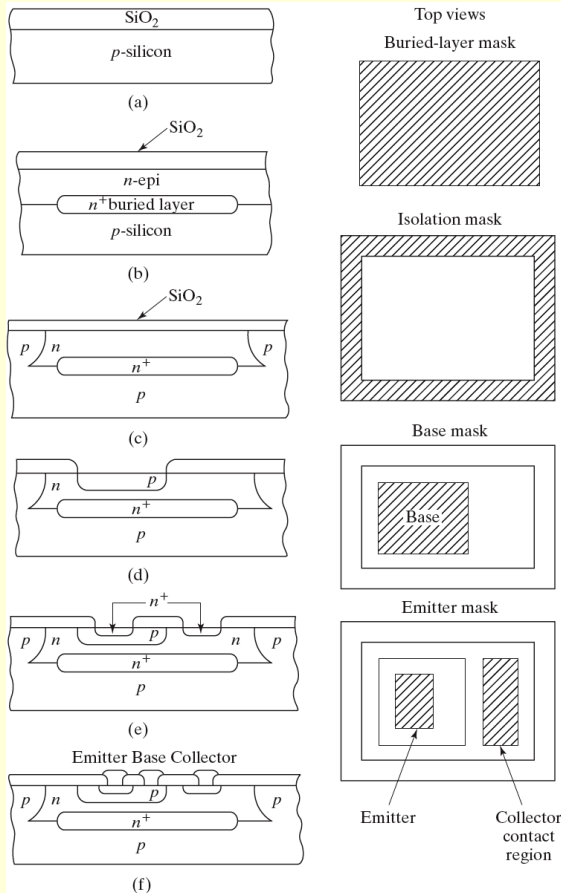 SiO2
p-silicon
(a)
SiO2
n-epi
n+ buried layer
p-silicon
(b)
SiO2
p n p
n+
p
(c)
n p
n+
p
(d)
n+
p n p n p
n+
p
(e)
Emitter Base Collector
p n p p
n+
p
(f)
Top views
Buried-layer mask
Isolation mask
Base mask
Base
Emitter mask
Emitter
Collector
contact
region